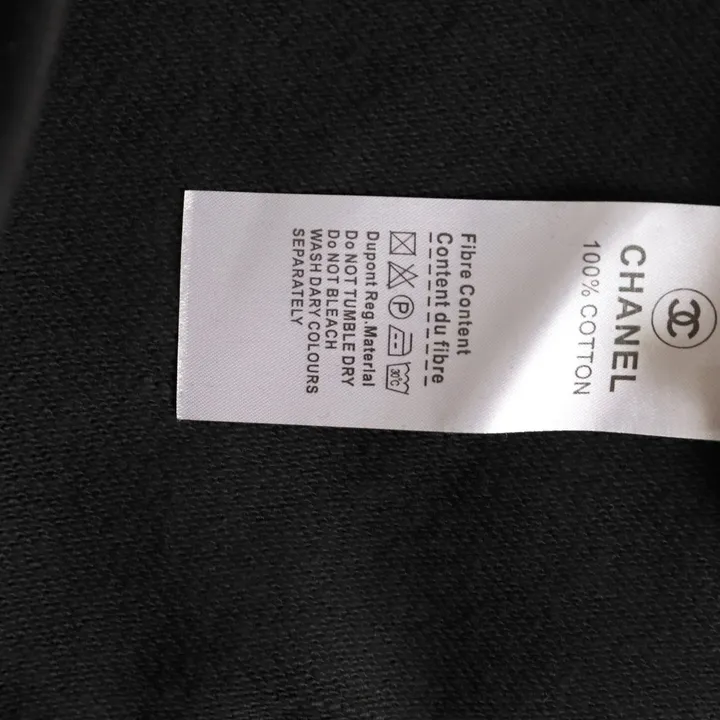 CHANEL
100% COTTON
Fibre Content
Content du fibre
P
30°C
Dupont Reg.Material
Do NOT TUMBLE DRY
Do NOT BLEACH
WASH DARY COLOURS
SEPARATELY